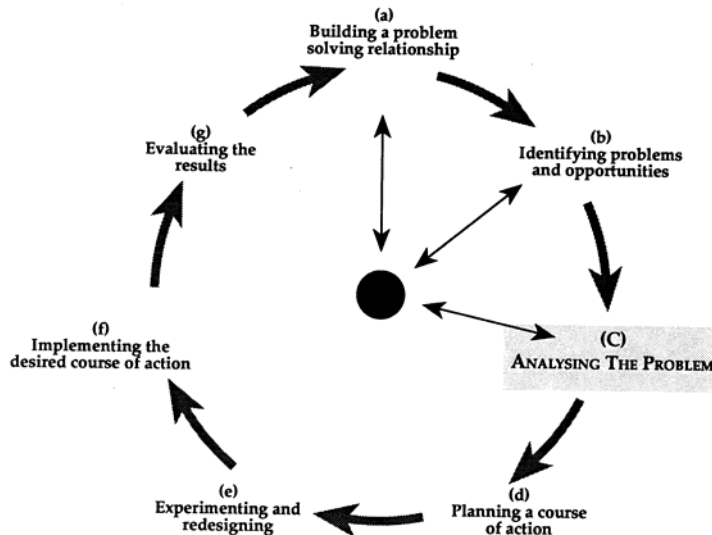 (a)
Building a problem
solving relationship
(b)
Identifying problems
and opportunities
(C)
ANALYSING THE PROBLEM
(d)
Planning a course
of action
(e)
Experimenting and
redesigning
(f)
Implementing the
desired course of action
(g)
Evaluating the
results